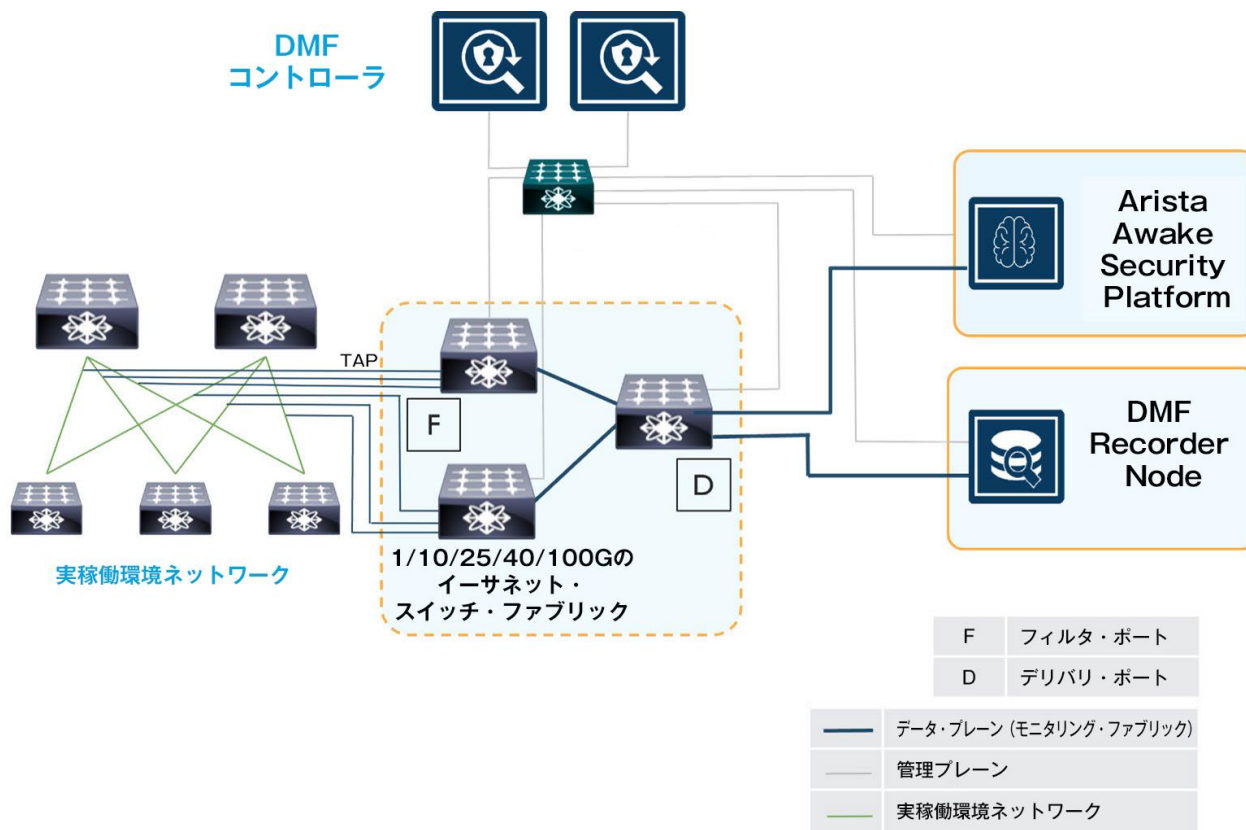 DMF
コントローラ
Arista
Awake
Security
Platform
TAP
F
D
DMF
Recorder
Node
1/10/25/40/100Gの
イーサネット・
スイッチ・ファブリック
実稼働環境ネットワーク
F フィルタ・ポート
D デリバリ・ポート
データ・プレーン (モニタリング・ファブリック)
管理プレーン
実稼働環境ネットワーク